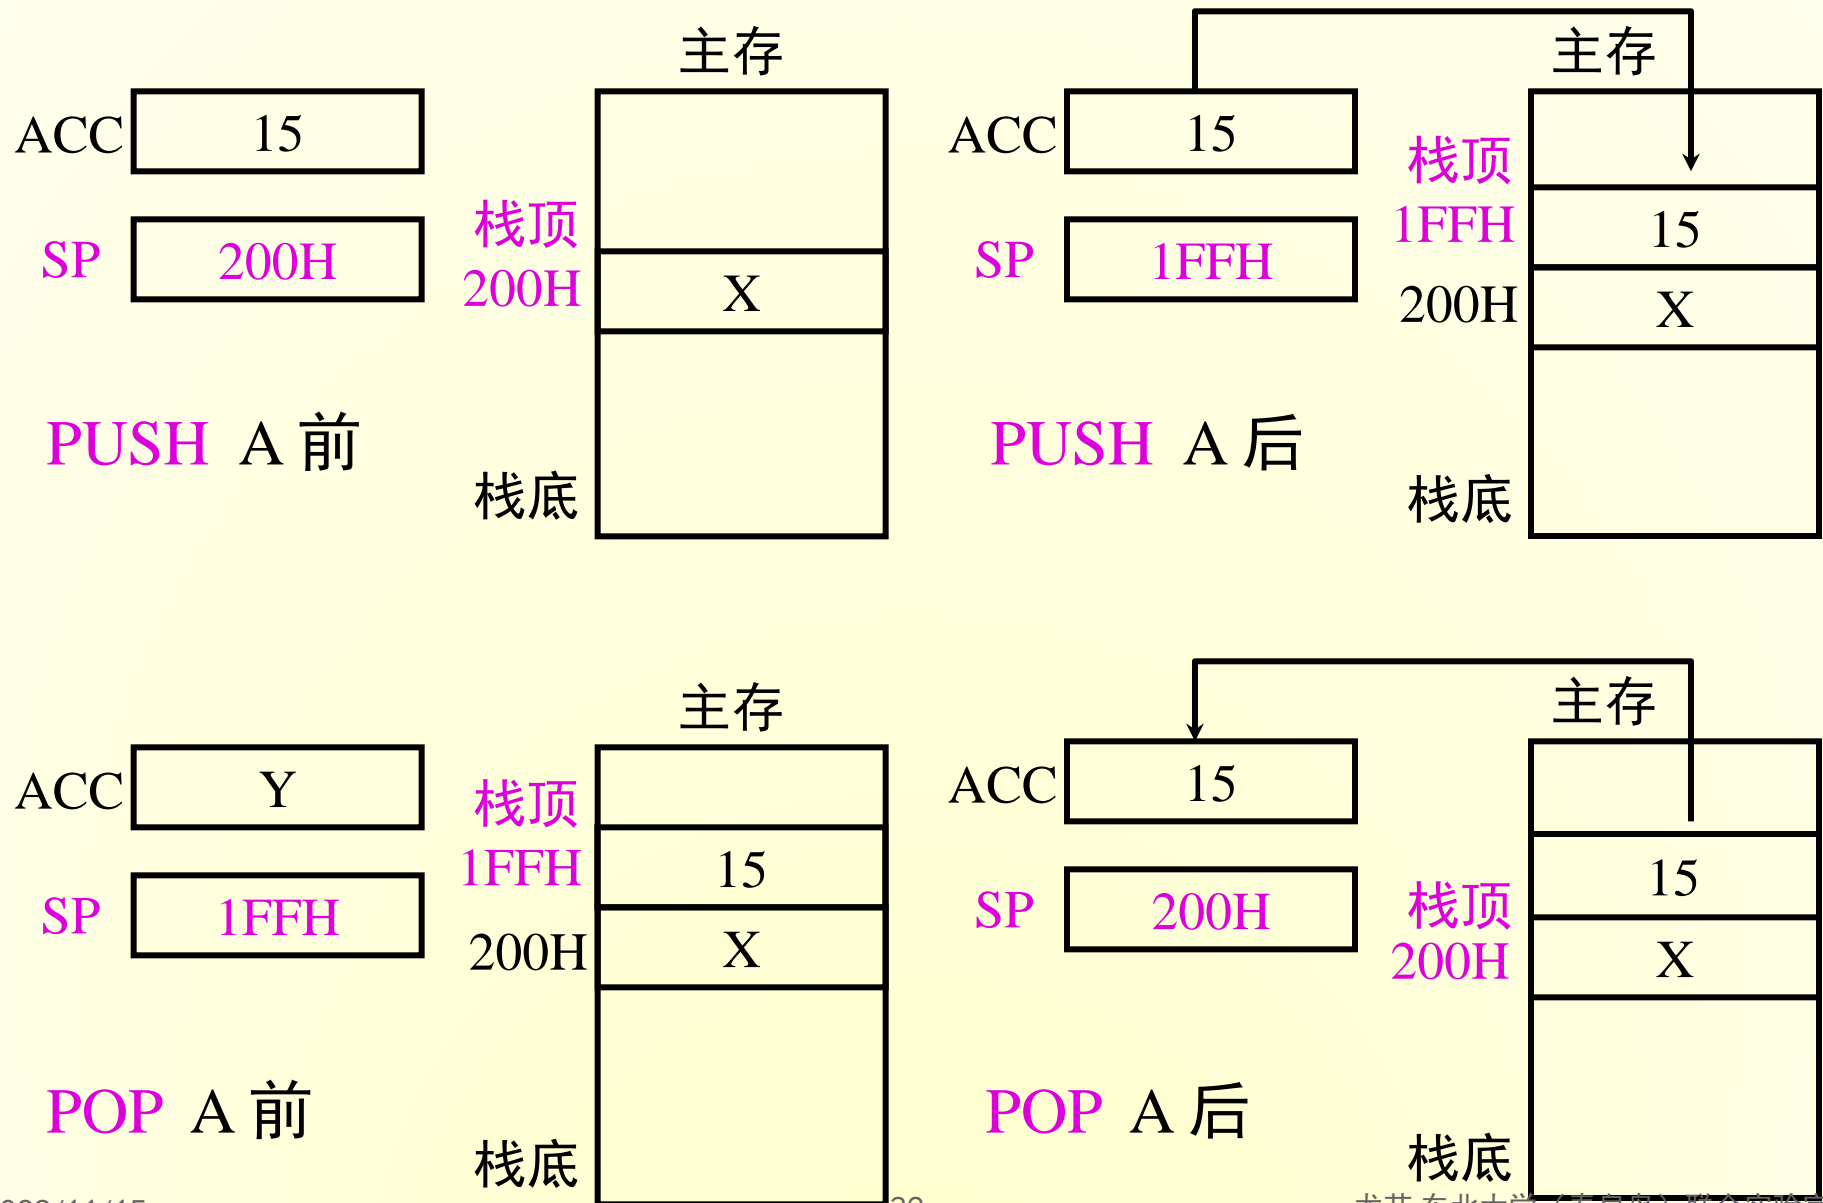 主存
ACC 15
栈顶
SP 200H
200H X
PUSH A 前
栈底
主存
ACC 15
栈顶
1FFH 15
SP 1FFH
200H X
PUSH A 后
栈底
主存
ACC Y
栈顶
1FFH 15
SP 1FFH
200H X
POP A 前
栈底
主存
ACC 15
15
SP 200H
栈顶
200H X
POP A 后
栈底